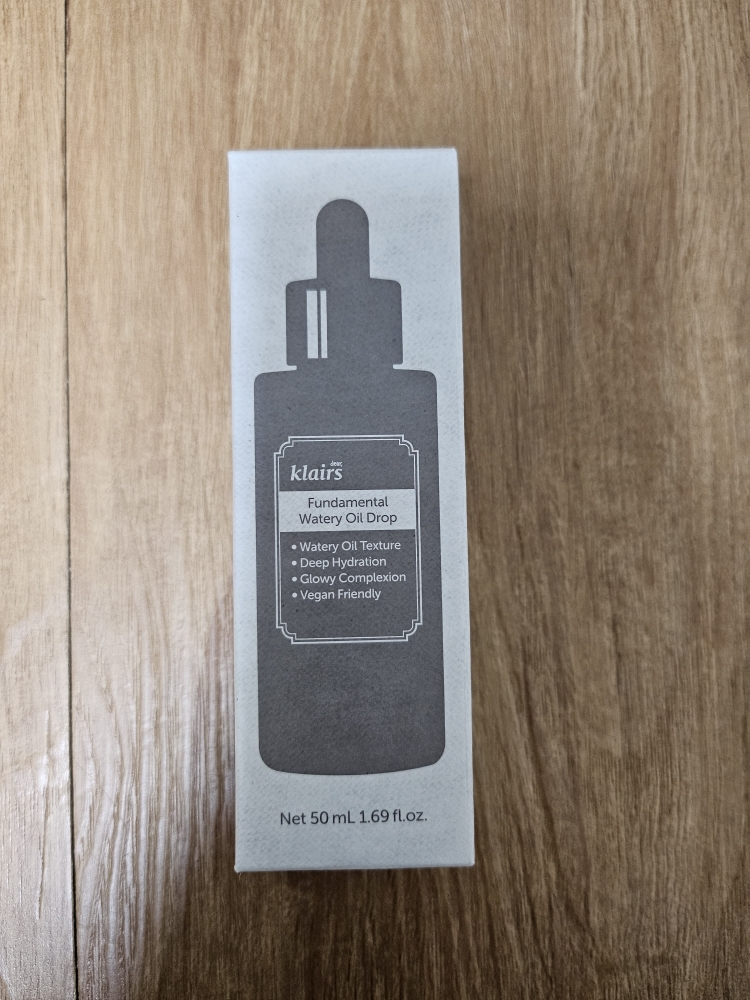 dear,
klairs
Fundamental
Watery Oil Drop
• Watery Oil Texture
• Deep Hydration
• Glowy Complexion
• Vegan Friendly
Net 50 mL 1.69 fl.oz.